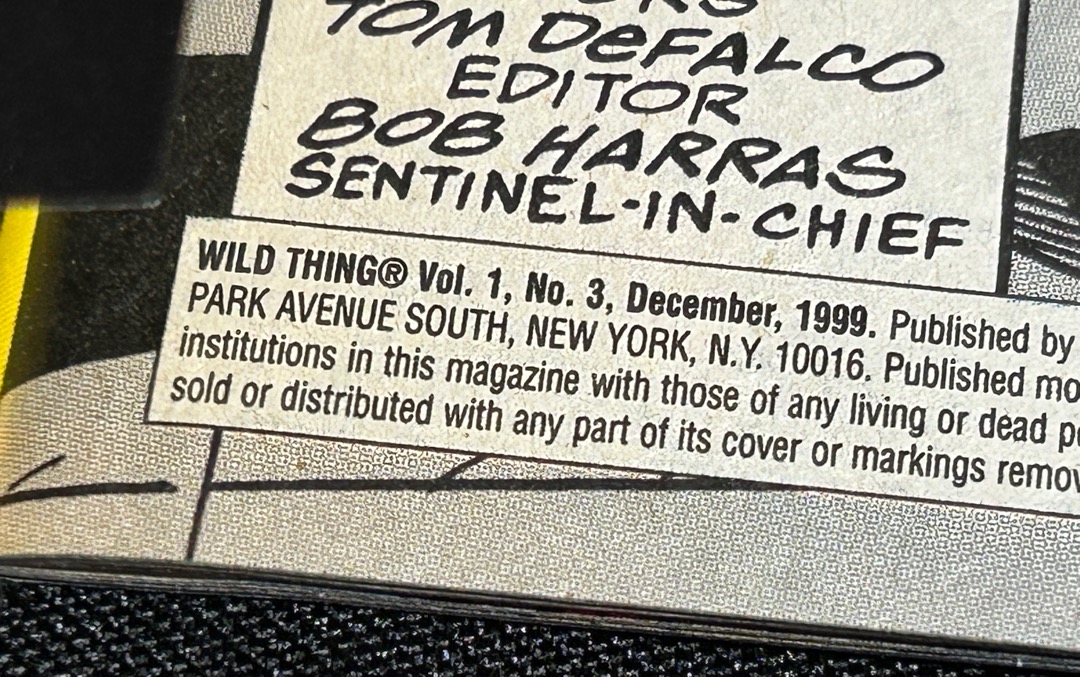 TOM DeFALCO
EDITOR
BOB HARRAS
SENTINEL-IN-CHIEF
WILD THING® Vol. 1, No. 3, December, 1999. Published by
PARK AVENUE SOUTH, NEW YORK, N.Y. 10016. Published mo
institutions in this magazine with those of any living or dead p
sold or distributed with any part of its cover or markings remov